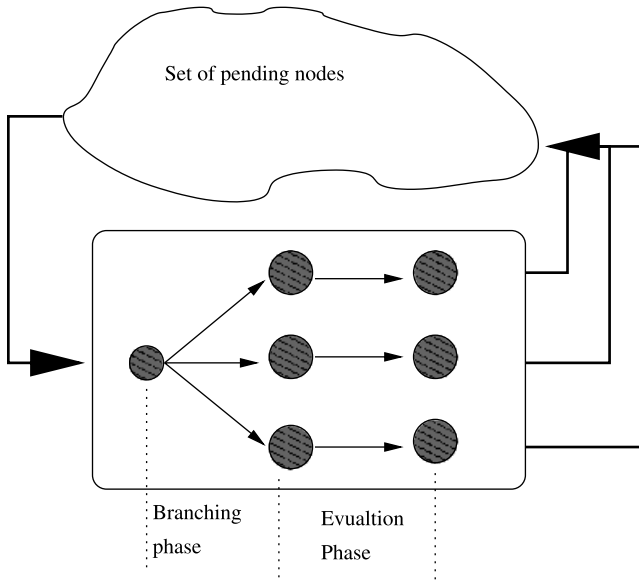 Set of pending nodes
Branching
phase
Evualtion
Phase